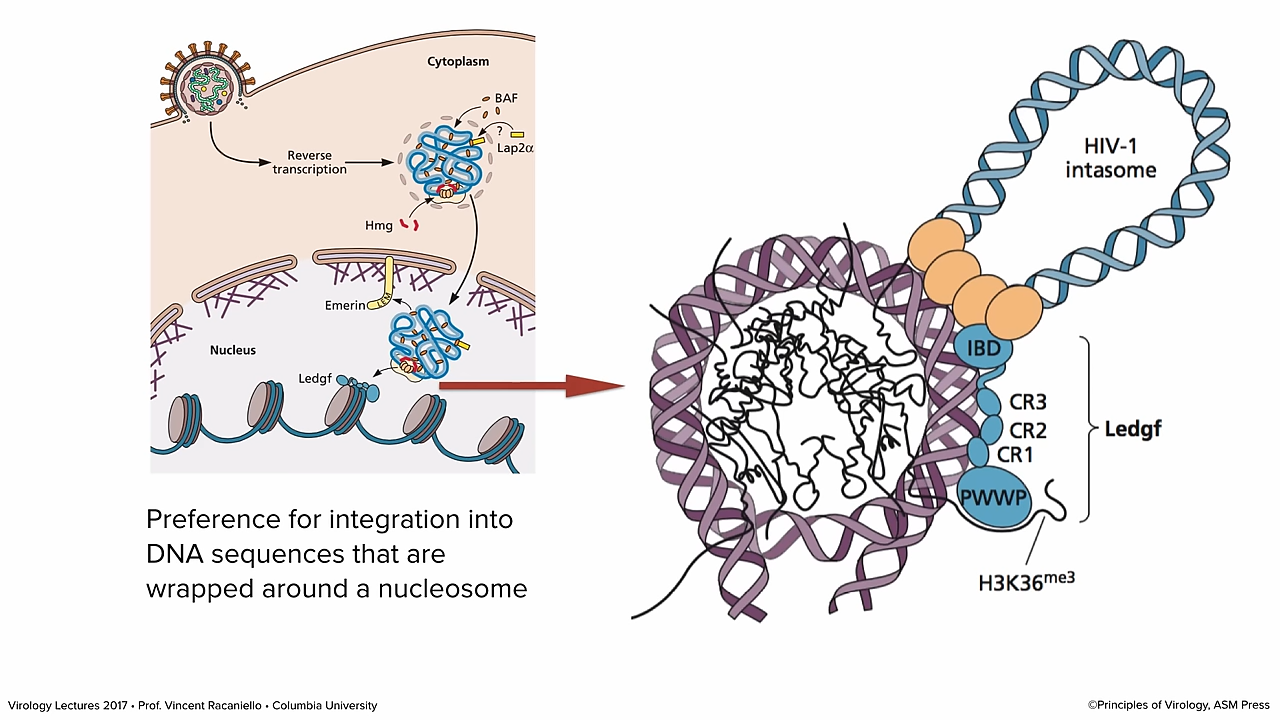 Cytoplasm
BAF
?
Lap2α
Reverse
transcription
Hmg
Emerin
Nucleus
Ledgf
Preference for integration into
DNA sequences that are
wrapped around a nucleosome
HIV-1
intasome
IBD
CR3
CR2
CR1
Ledgf
PWWP
H3K36me3
Virology Lectures 2017 • Prof. Vincent Racaniello • Columbia University
©Principles of Virology, ASM Press